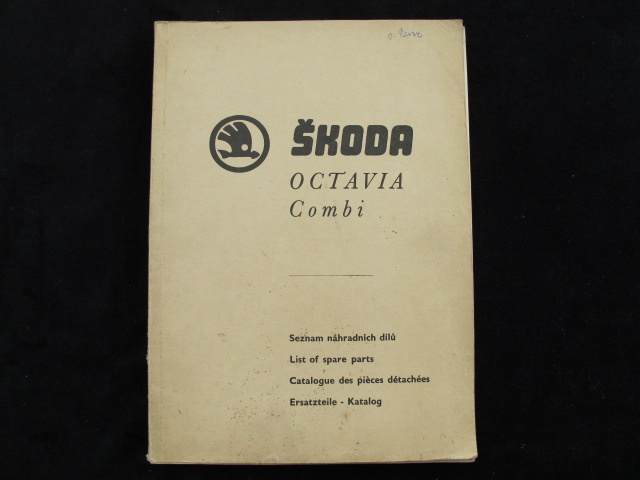 ŠKODA
OCTAVIA
Combi
Seznam náhradních dílů
List of spare parts
Catalogue des pièces détachées
Ersatzteile - Katalog